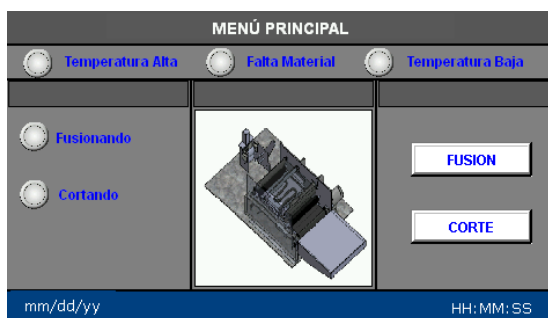 MENÚ PRINCIPAL
Temperatura Alta
Falta Material
Temperatura Baja
Fusionando
Cortando
FUSION
CORTE
mm/dd/yy
HH:MM:SS